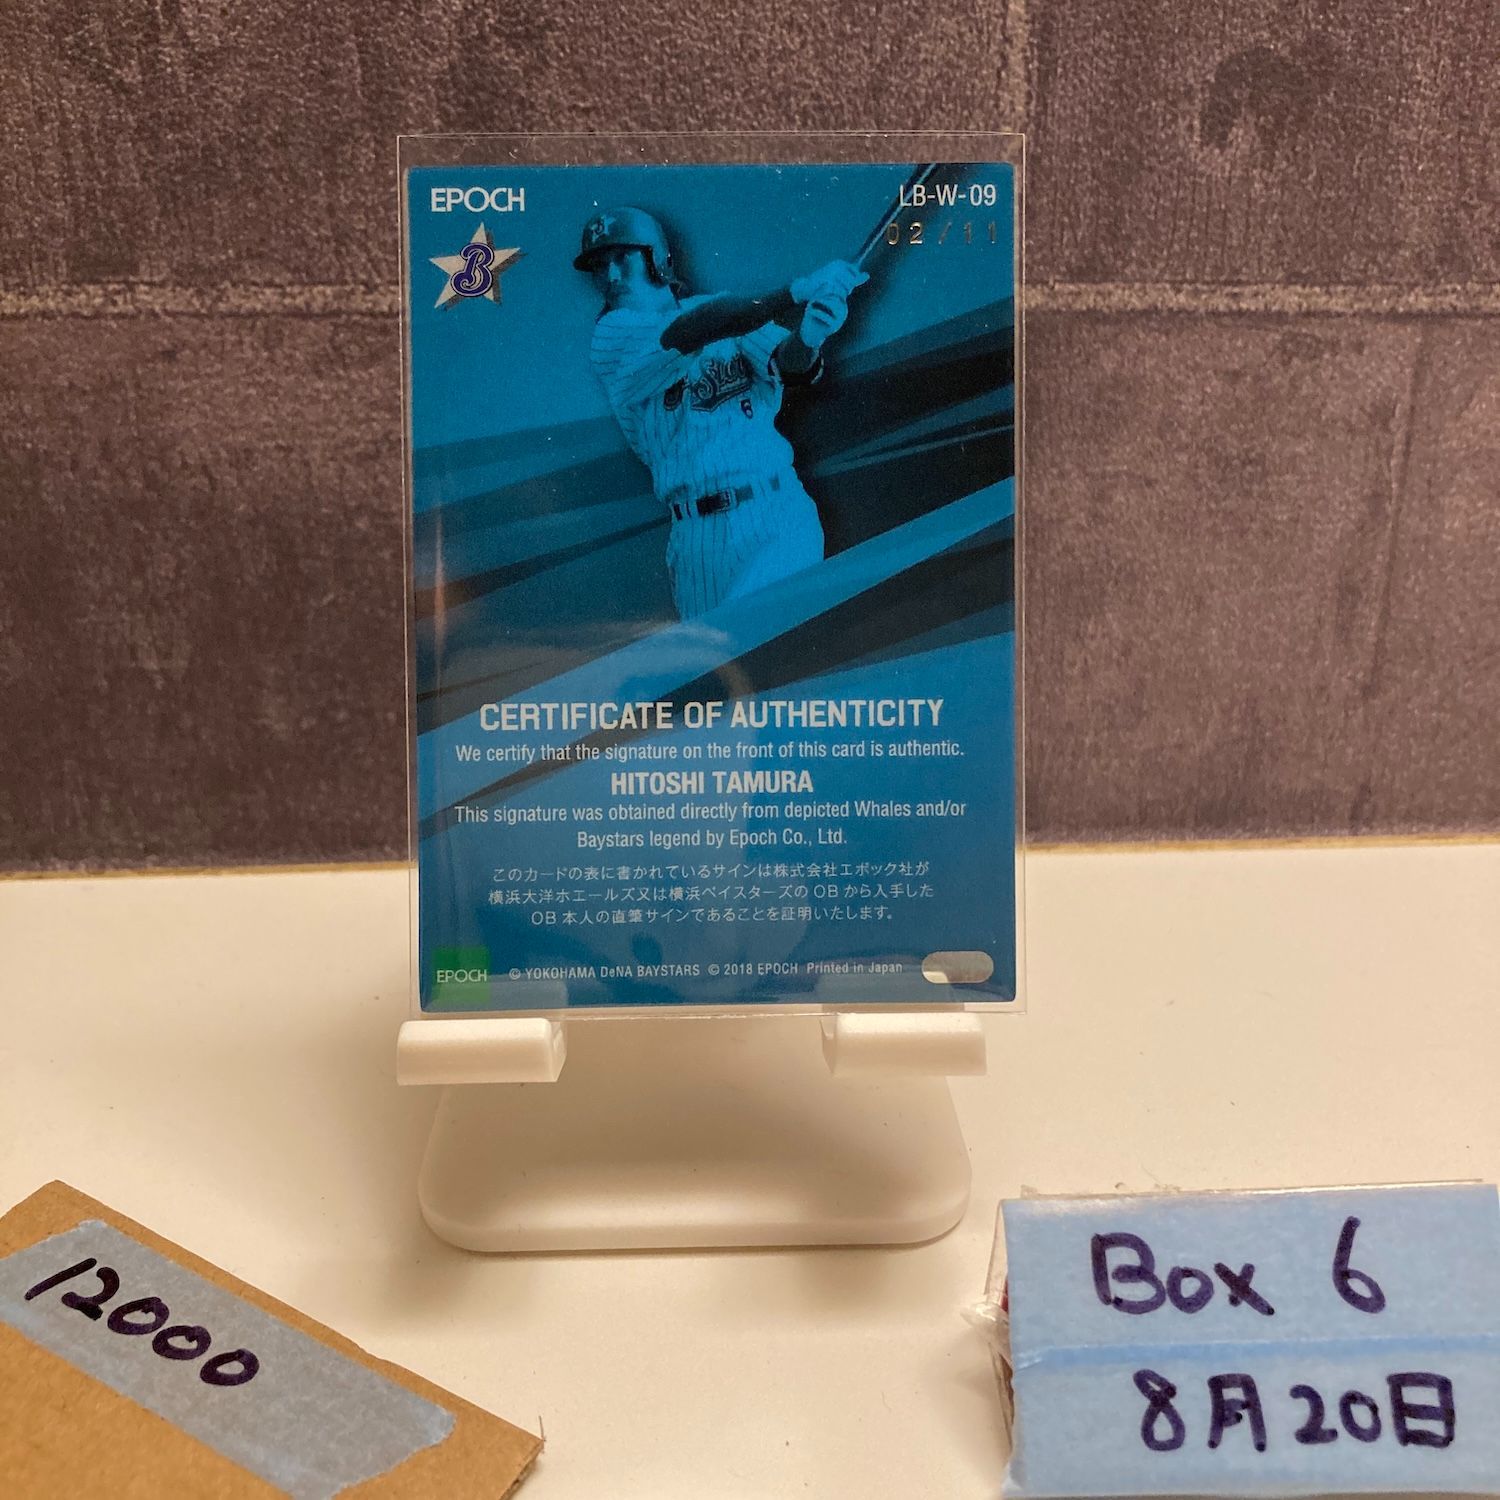 EPOCH
LB-W-09
02/11
B
Star
6
CERTIFICATE OF AUTHENTICITY
We certify that the signature on the front of this card is authentic.
HITOSHI TAMURA
This signature was obtained directly from depicted Whales and/or
Baystars legend by Epoch Co., Ltd.
このカードの表に書かれているサインは株式会社エポック社が
横浜大洋ホエールズ又は横浜ベイスターズの OB から入手した
OB 本人の直筆サインであることを証明いたします。
EPOCH © YOKOHAMA DeNA BAYSTARS © 2018 EPOCH Printed in Japan
12000
Box 6
8月20日